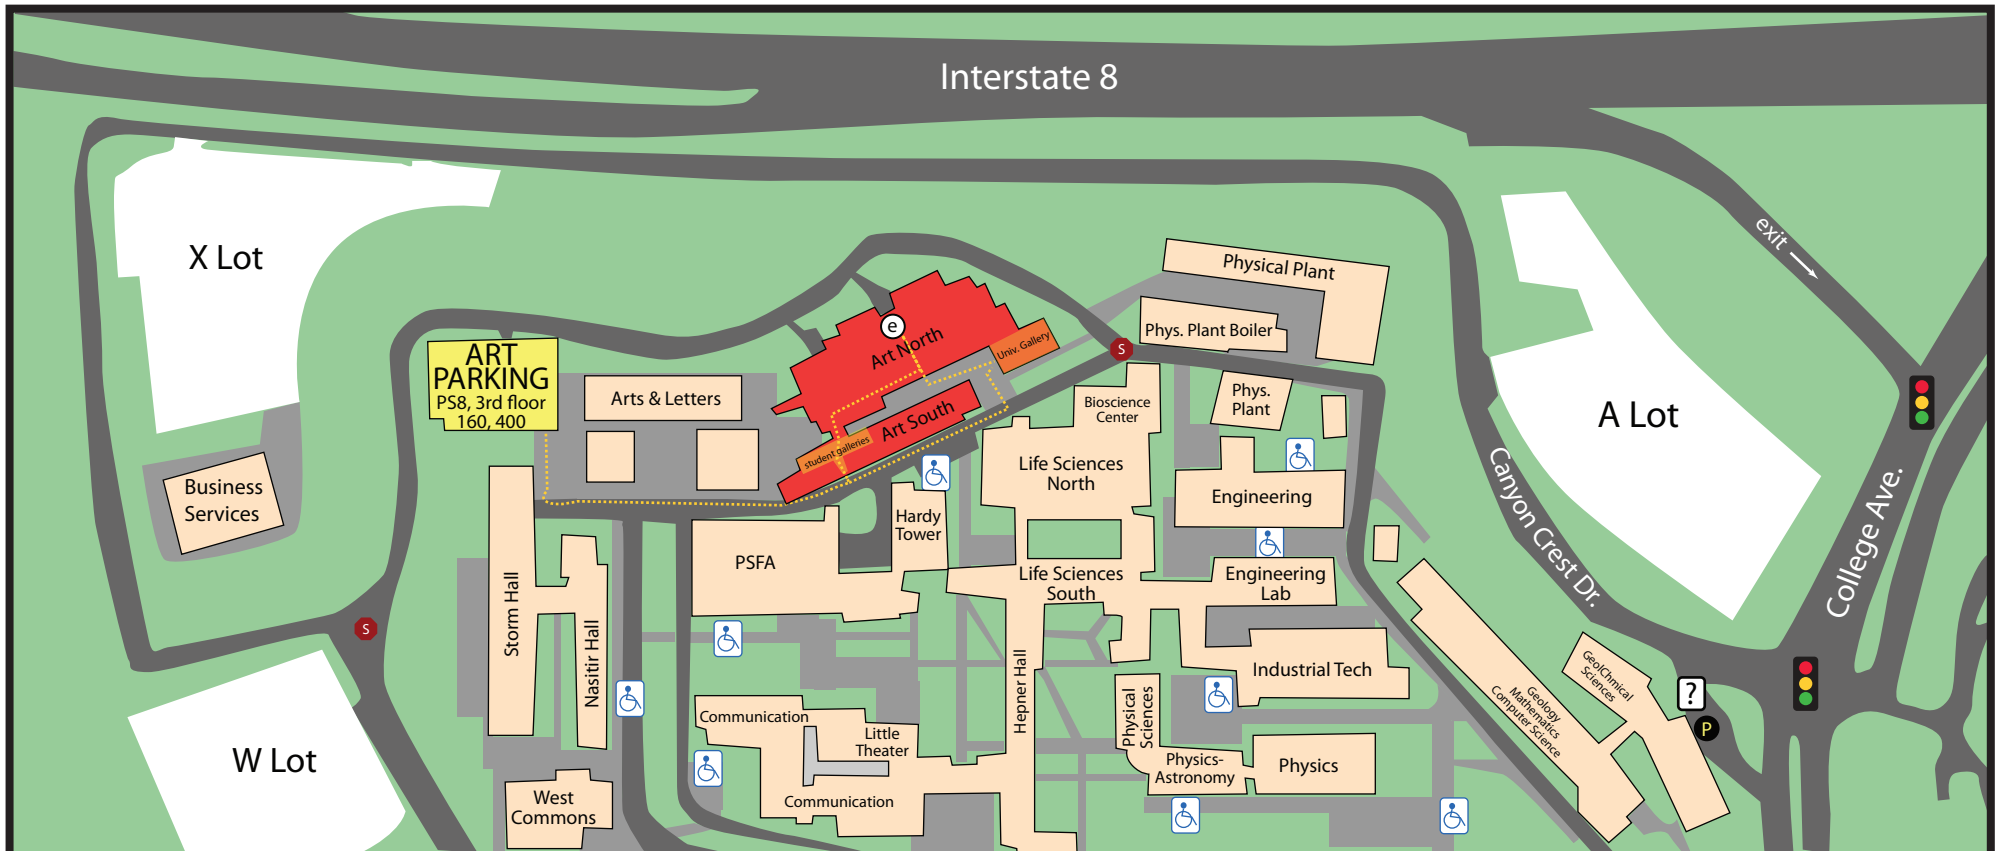 Interstate 8
X Lot
exit
Physical Plant
Phys. Plant Boiler
e
Art North
Univ. Gallery
S
ART
PARKING
PS8, 3rd floor
160, 400
Arts & Letters
Art South
student galleries
Bioscience
Center
Phys.
Plant
A Lot
Canyon Crest Dr.
College Ave.
Business
Services
Life Sciences
North
Engineering
Hardy
Tower
PSFA
Life Sciences
South
Engineering
Lab
S
Storm Hall
Nasitir Hall
Hepner Hall
Industrial Tech
Geol\Chmical
Sciences
Geology
Mathematics
Computer Science
?
P
Physical
Sciences
Communication
Little
Theater
W Lot
Physics-
Astronomy
Physics
West
Commons
Communication